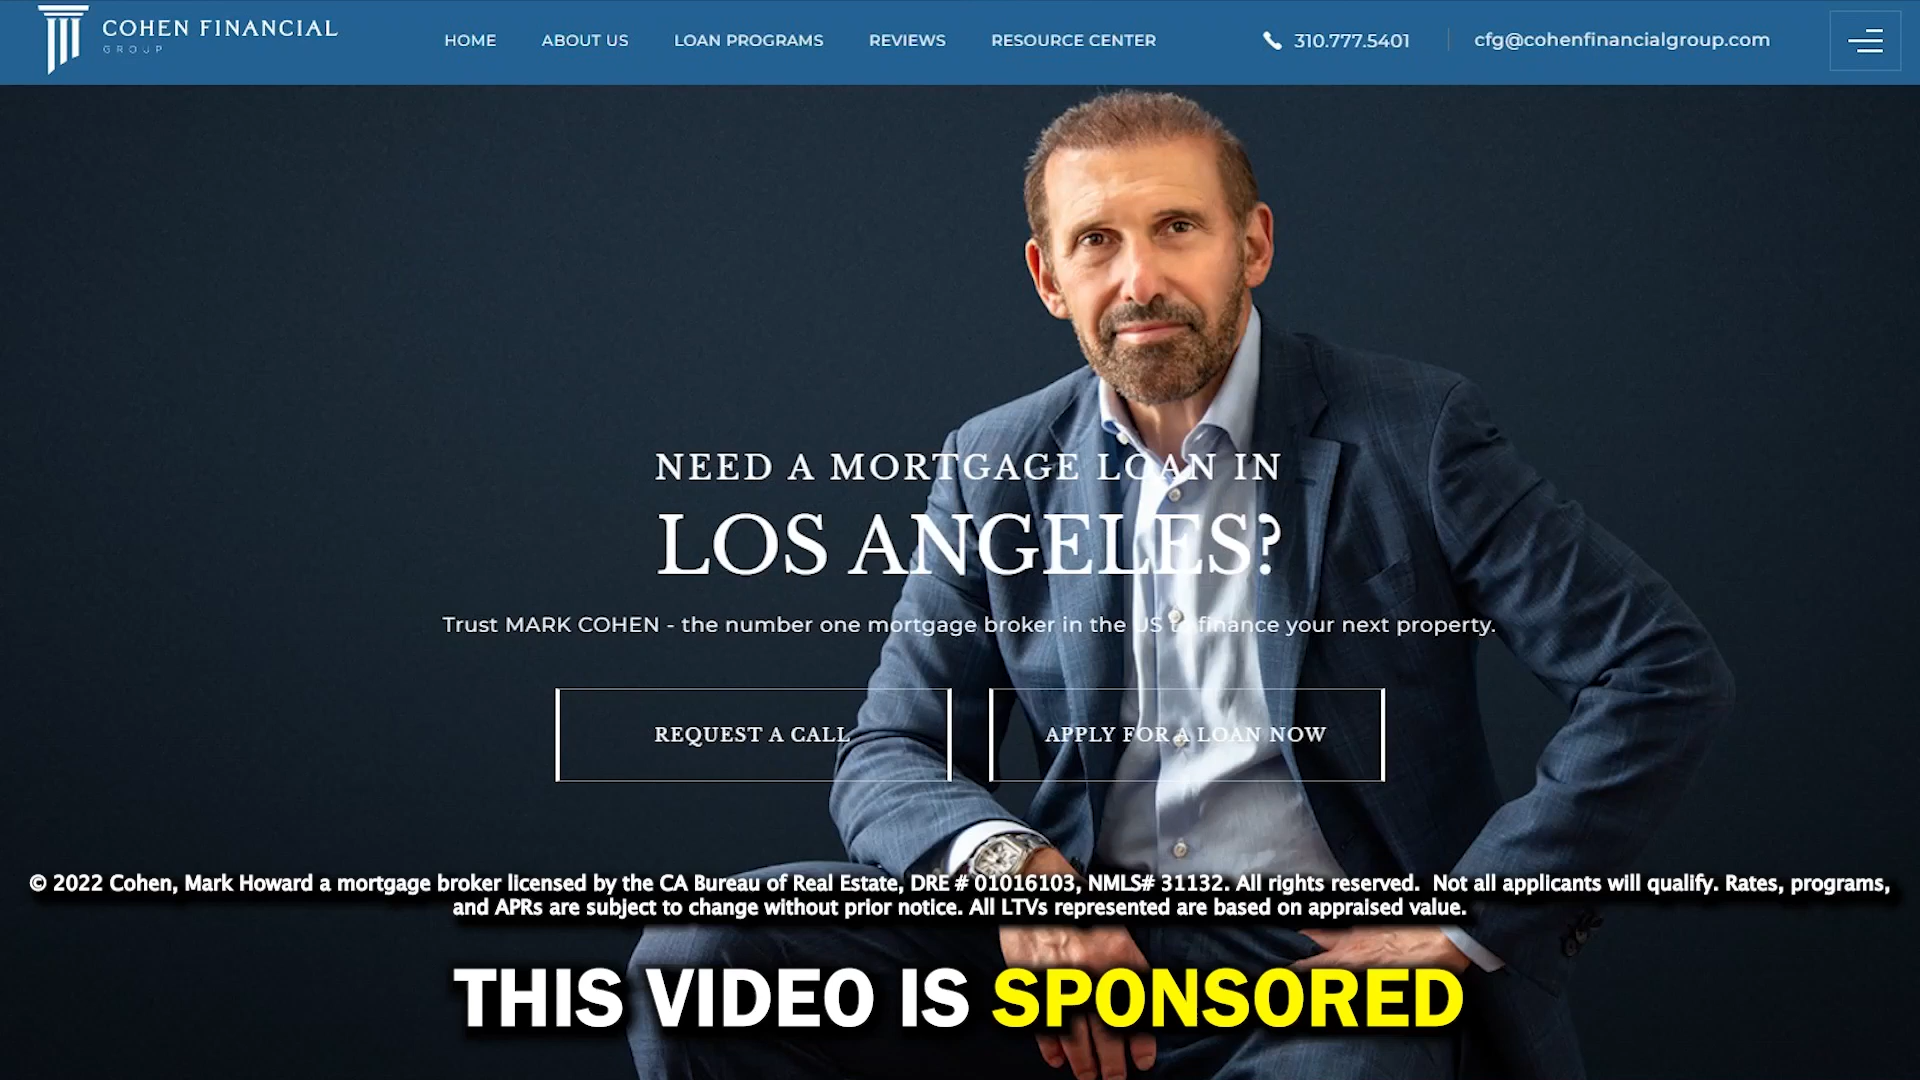 COHEN FINANCIAL
GROUP
HOME
ABOUT US
LOAN PROGRAMS
REVIEWS
RESOURCE CENTER
310.777.5401
cfg@cohenfinancialgroup.com
NEED A MORTGAGE LOAN IN
LOS ANGELES?
Trust MARK COHEN - the number one mortgage broker in the US to finance your next property.
REQUEST A CALL
APPLY FOR A LOAN NOW
© 2022 Cohen, Mark Howard a mortgage broker licensed by the CA Bureau of Real Estate, DRE # 01016103, NMLS# 31132. All rights reserved.  Not all applicants will qualify. Rates, programs,
and APRs are subject to change without prior notice. All LTVs represented are based on appraised value.
THIS VIDEO IS SPONSORED